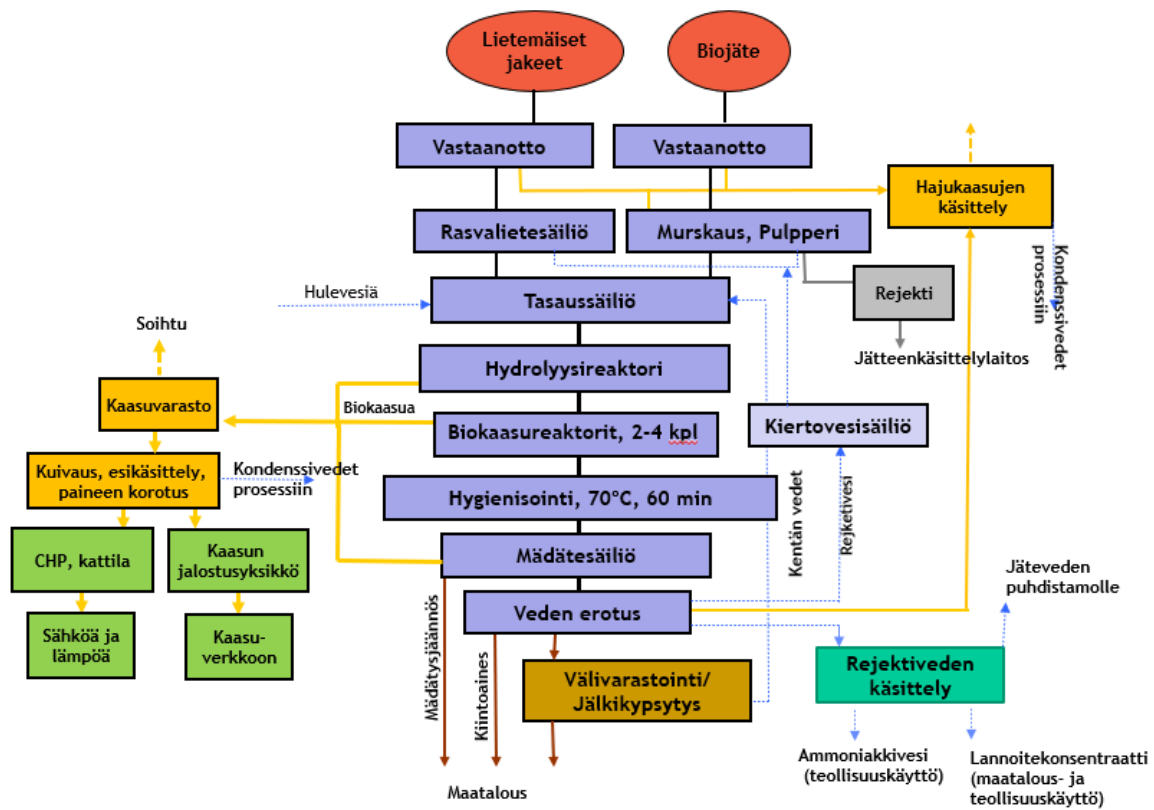 Lietemäiset
jakeet
Biojäte
Vastaanotto
Vastaanotto
Hajukaasujen
käsittely
Rasvalietesäiliö
Murskaus, Pulpperi
Kondenssivedet
prosessiin
Hulevesiä
Tasaussäiliö
Rejekti
Soihtu
Jätteenkäsittelylaitos
Hydrolyysireaktori
Kaasuvarasto
Biokaasua
Biokaasureaktorit, 2-4 kpl
Kiertovesisäiliö
Kuivaus, esikäsittely,
paineen korotus
Kondenssivedet
prosessiin
Hygienisointi, 70°C, 60 min
Kentän vedet
Rejketivesi
CHP, kattila
Kaasun
jalostusyksikkö
Mädätesäiliö
Jäteveden
puhdistamolle
Veden erotus
Sähköä ja
lämpöä
Kaasu-
verkkoon
Mädätysjäännös
Kiintoaines
Välivarastointi/
Jälkikypsytys
Rejektiveden
käsittely
Ammoniakkivesi
(teollisuuskäyttö)
Lannoitekonsentraatti
(maatalous- ja
teollisuuskäyttö)
Maatalous